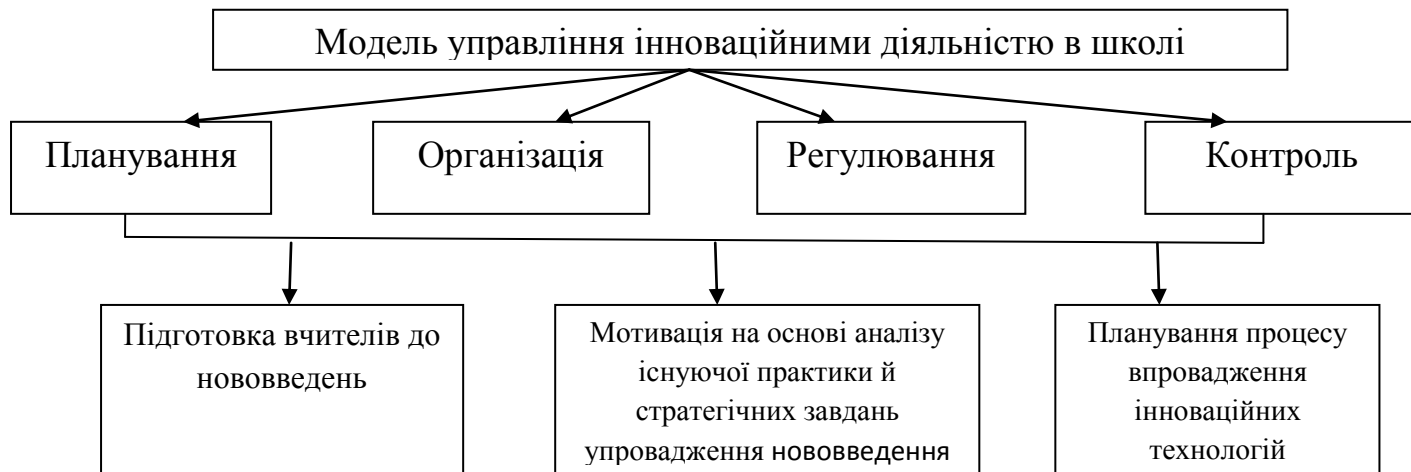 Модель управління інноваційними діяльністю в школі
Планування
Організація
Регулювання
Контроль
Підготовка вчителів до
нововведень
Мотивація на основі аналізу
існуючої практики й
стратегічних завдань
упровадження нововведення
Планування процесу
впровадження
інноваційних
технологій